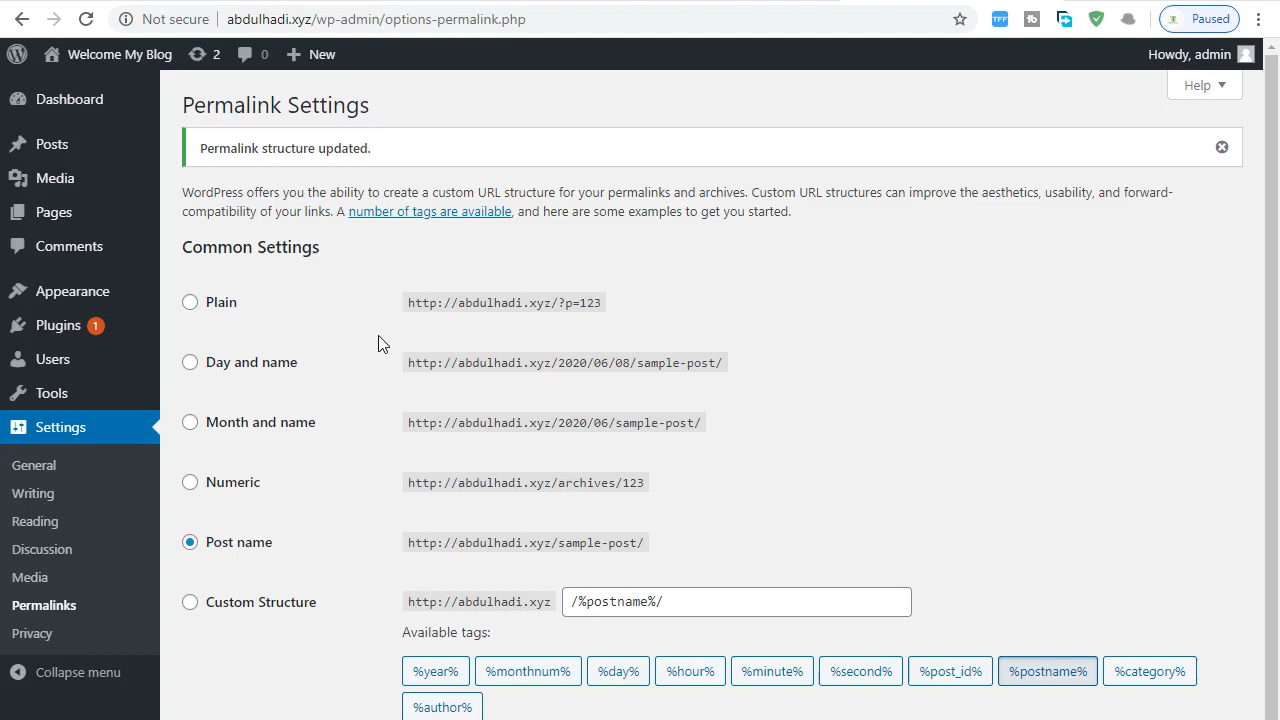 Not secure abdulhadi.xyz/wp-admin/options-permalink.php TFF Paused
Welcome My Blog 2 0 New Howdy, admin
Help
Dashboard
Posts
Media
Pages
Comments
Appearance
Plugins 1
Users
Tools
Settings
General
Writing
Reading
Discussion
Media
Permalinks
Privacy
Collapse menu
Permalink Settings
Permalink structure updated.
WordPress offers you the ability to create a custom URL structure for your permalinks and archives. Custom URL structures can improve the aesthetics, usability, and forward-
compatibility of your links. A number of tags are available, and here are some examples to get you started.
Common Settings
Plain http://abdulhadi.xyz/?p=123
Day and name http://abdulhadi.xyz/2020/06/08/sample-post/
Month and name http://abdulhadi.xyz/2020/06/sample-post/
Numeric http://abdulhadi.xyz/archives/123
Post name http://abdulhadi.xyz/sample-post/
Custom Structure http://abdulhadi.xyz /%postname%/
Available tags:
%year% %monthnum% %day% %hour% %minute% %second% %post_id% %postname% %category%
%author%